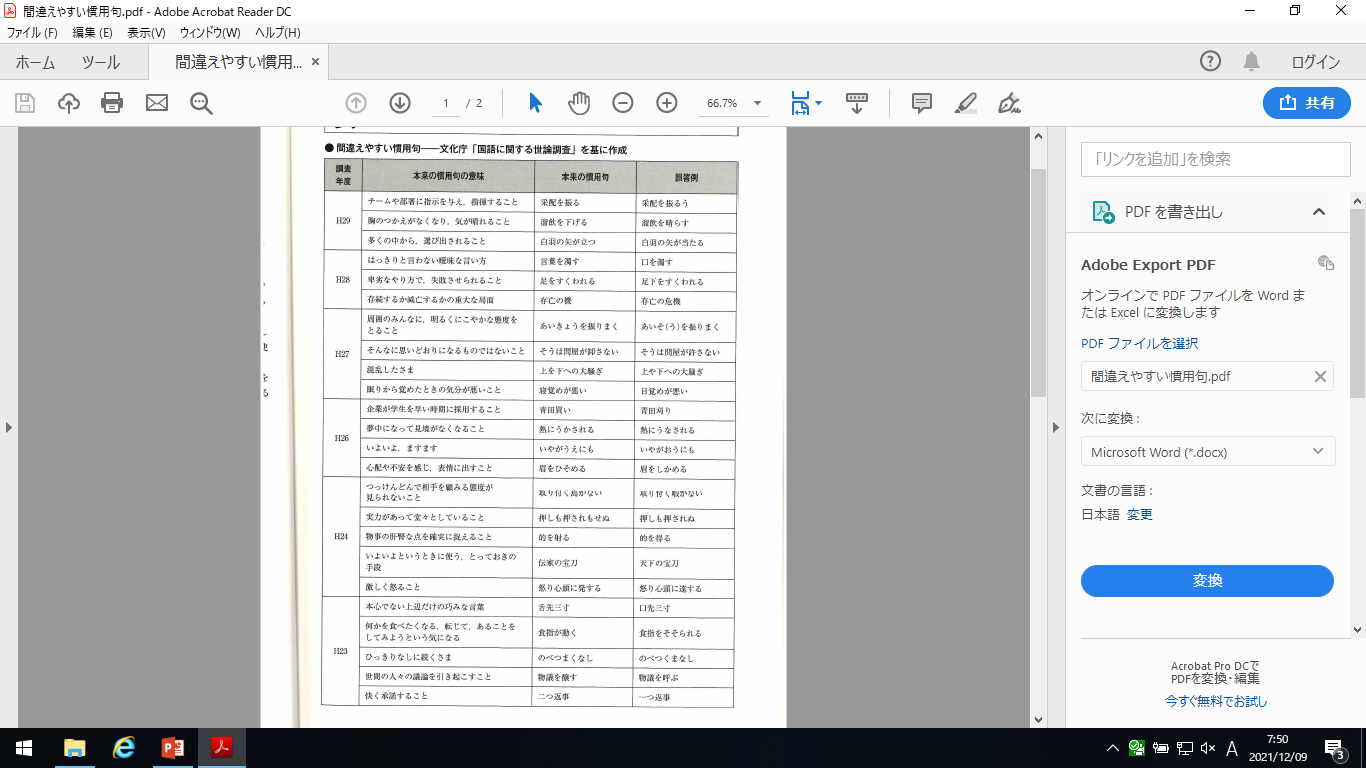 間違えやすい慣用句.pdf - Adobe Acrobat Reader DC
ファイル(F) 編集(E) 表示(V) ウィンドウ(W) ヘルプ(H)
ホーム ツール 間違えやすい慣用... × ログイン
1 / 2 66.7% 共有
●間違えやすい慣用句――文化庁「国語に関する世論調査」を基に作成
調査年度 本来の慣用句の意味 本来の慣用句 誤答例
H29
チームや部署に指示を与え，指揮すること 采配を振る 采配を振るう
胸のつかえがなくなり，気が晴れること 溜飲を下げる 溜飲を晴らす
多くの中から，選び出されること 白羽の矢が立つ 白羽の矢が当たる
H28
はっきりと言わない曖昧な言い方 言葉を濁す 口を濁す
卑劣なやり方で，失敗させられること 足をすくわれる 足下をすくわれる
存続するか滅亡するかの重大な局面 存亡の機 存亡の危機
H27
周囲のみんなに，明るくにこやかな態度を
とること あいきょうを振りまく あいそ(う)を振りまく
そんなに思いどおりになるものではないこと そうは問屋が卸さない そうは問屋が許さない
混乱したさま 上を下への大騒ぎ 上や下への大騒ぎ
眠りから覚めたときの気分が悪いこと 寝覚めが悪い 目覚めが悪い
H26
企業が学生を早い時期に採用すること 青田買い 青田刈り
夢中になって見境がなくなること 熱にうかされる 熱にうなされる
いよいよ，ますます いやがうえにも いやがおうにも
心配や不安を感じ，表情に出すこと 眉をひそめる 眉をしかめる
H24
つっけんどんで相手を顧みる態度が
見られないこと 取り付く島がない 取り付く暇がない
実力があって堂々としていること 押しも押されもせぬ 押しも押されぬ
物事の肝腎な点を確実に捉えること 的を射る 的を得る
いよいよというときに使う，とっておきの
手段 伝家の宝刀 天下の宝刀
激しく怒ること 怒り心頭に発する 怒り心頭に達する
H23
本心でない上辺だけの巧みな言葉 舌先三寸 口先三寸
何かを食べたくなる，転じて，あることを
してみようという気になる 食指が動く 食指をそそられる
ひっきりなしに続くさま のべつまくなし のべつくまなし
世間の人々の議論を引き起こすこと 物議を醸す 物議を呼ぶ
快く承諾すること 二つ返事 一つ返事
「リンクを追加」を検索
PDF を書き出し
Adobe Export PDF
オンラインで PDF ファイルを Word ま
たは Excel に変換します
PDF ファイルを選択
間違えやすい慣用句.pdf
次に変換 :
Microsoft Word (*.docx)
文書の言語 :
日本語 変更
変換
Acrobat Pro DCで
PDFを変換・編集
今すぐ無料でお試し
A 7:50
2021/12/09 3